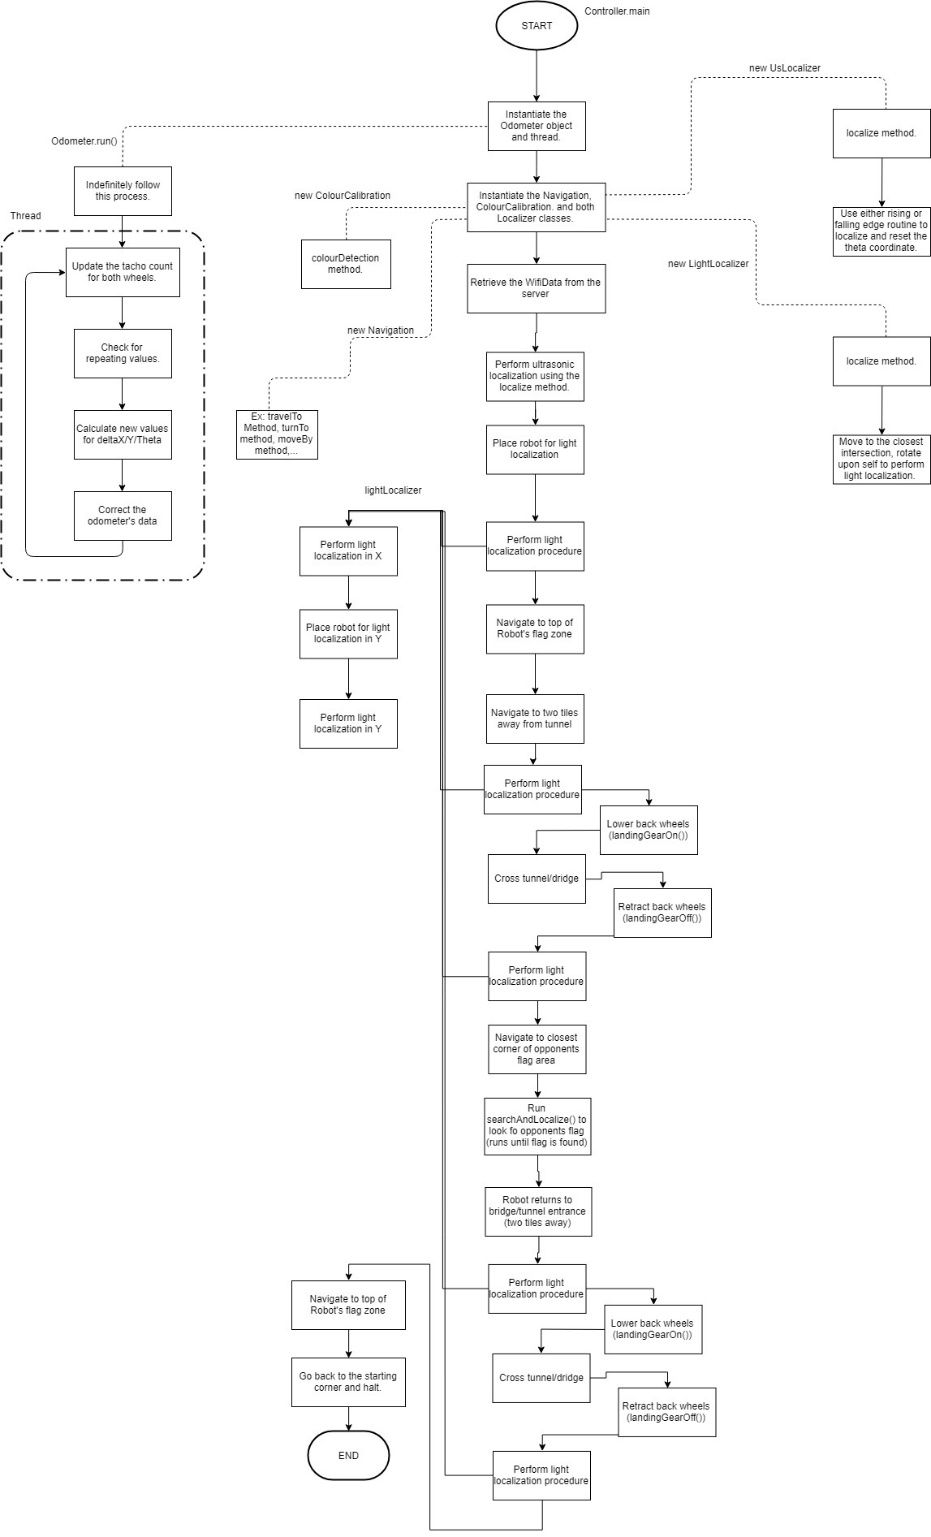 Controller.main
START
new UsLocalizer
Instantiate the
Odometer object
and thread.
localize method.
Odometer.run()
Indefinitely follow
this process.
new ColourCalibration
Instantiate the Navigation,
ColourCalibration. and both
Localizer classes.
Use either rising or
falling edge routine to
localize and reset the
theta coordinate.
Thread
Update the tacho count
for both wheels.
colourDetection
method.
new LightLocalizer
Retrieve the WifiData from the
server
new Navigation
Check for
repeating values.
localize method.
Perform ultrasonic
localization using the
localize method.
Calculate new values
for deltaX/Y/Theta
Ex: travelTo
Method, turnTo
method, moveBy
method,...
Place robot for light
localization
Move to the closest
intersection, rotate
upon self to perform
light localization.
lightLocalizer
Correct the
odometer's data
Perform light
localization in X
Perform light
localization procedure
Place robot for light
localization in Y
Navigate to top of
Robot's flag zone
Perform light
localization in Y
Navigate to two tiles
away from tunnel
Perform light
localization procedure
Lower back wheels
(landingGearOn())
Cross tunnel/dridge
Retract back wheels
(landingGearOff())
Perform light
localization procedure
Navigate to closest
corner of opponents
flag area
Run
searchAndLocalize() to
look fo opponents flag
(runs until flag is found)
Robot returns to
bridge/tunnel entrance
(two tiles away)
Perform light
localization procedure
Navigate to top of
Robot's flag zone
Lower back wheels
(landingGearOn())
Go back to the starting
corner and halt.
Cross tunnel/dridge
Retract back wheels
(landingGearOff())
END
Perform light
localization procedure